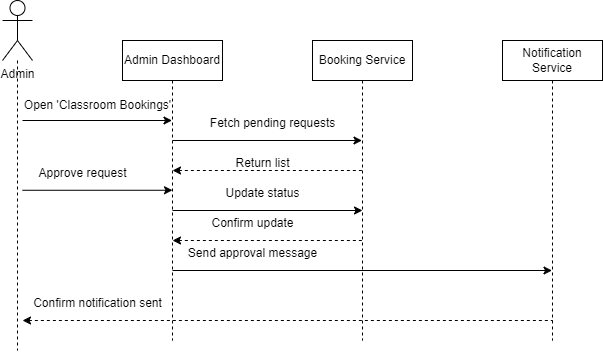 Admin
Admin Dashboard
Booking Service
Notification
Service
Open 'Classroom Bookings'
Fetch pending requests
Return list
Approve request
Update status
Confirm update
Send approval message
Confirm notification sent